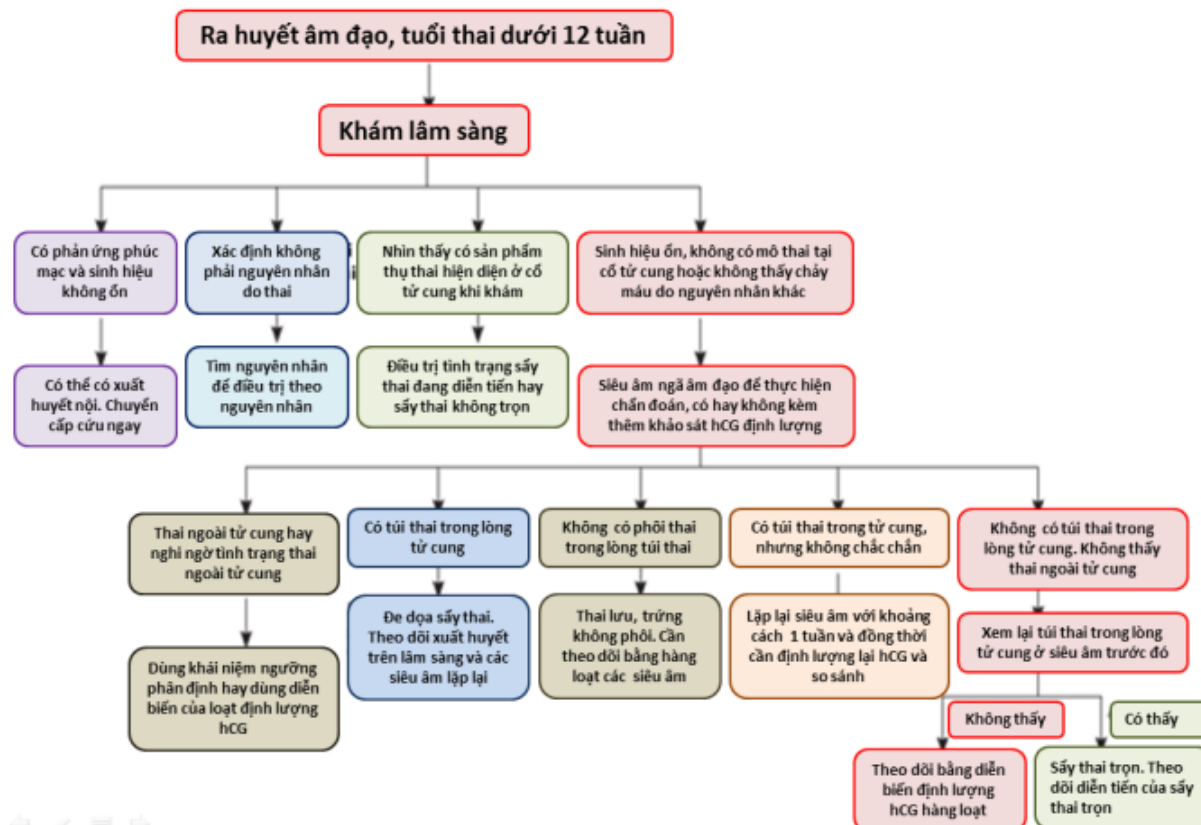 Ra huyết âm đạo, tuổi thai dưới 12 tuần
Khám lâm sàng
Có phản ứng phúc
mạc và sinh hiệu
không ổn
Xác định không
phải nguyên nhân
do thai
Nhìn thấy có sản phẩm
thụ thai hiện diện ở cổ
tử cung khi khám
Sinh hiệu ổn, không có mô thai tại
cổ tử cung hoặc không thấy chảy
máu do nguyên nhân khác
Có thể có xuất
huyết nội. Chuyển
cấp cứu ngay
Tìm nguyên nhân
để điều trị theo
nguyên nhân
Điều trị tình trạng sẩy
thai đang diễn tiến hay
sẩy thai không trọn
Siêu âm ngã âm đạo để thực hiện
chẩn đoán, có hay không kèm
thêm khảo sát hCG định lượng
Thai ngoài tử cung hay
nghi ngờ tình trạng thai
ngoài tử cung
Có túi thai trong lòng
tử cung
Không có phôi thai
trong lòng túi thai
Có túi thai trong tử cung,
nhưng không chắc chắn
Không có túi thai trong
lòng tử cung. Không thấy
thai ngoài tử cung
Dùng khái niệm ngưỡng
phân định hay dùng diễn
biến của loạt định lượng
hCG
Đe dọa sẩy thai.
Theo dõi xuất huyết
trên lâm sàng và các
siêu âm lặp lại
Thai lưu, trứng
không phôi. Cần
theo dõi bằng hàng
loạt các siêu âm
Lặp lại siêu âm với khoảng
cách 1 tuần và đồng thời
cần định lượng lại hCG và
so sánh
Xem lại túi thai trong lòng
tử cung ở siêu âm trước đó
Không thấy
Có thấy
Theo dõi bằng diễn
biến định lượng
hCG hàng loạt
Sẩy thai trọn. Theo
dõi diễn tiến của sẩy
thai trọn